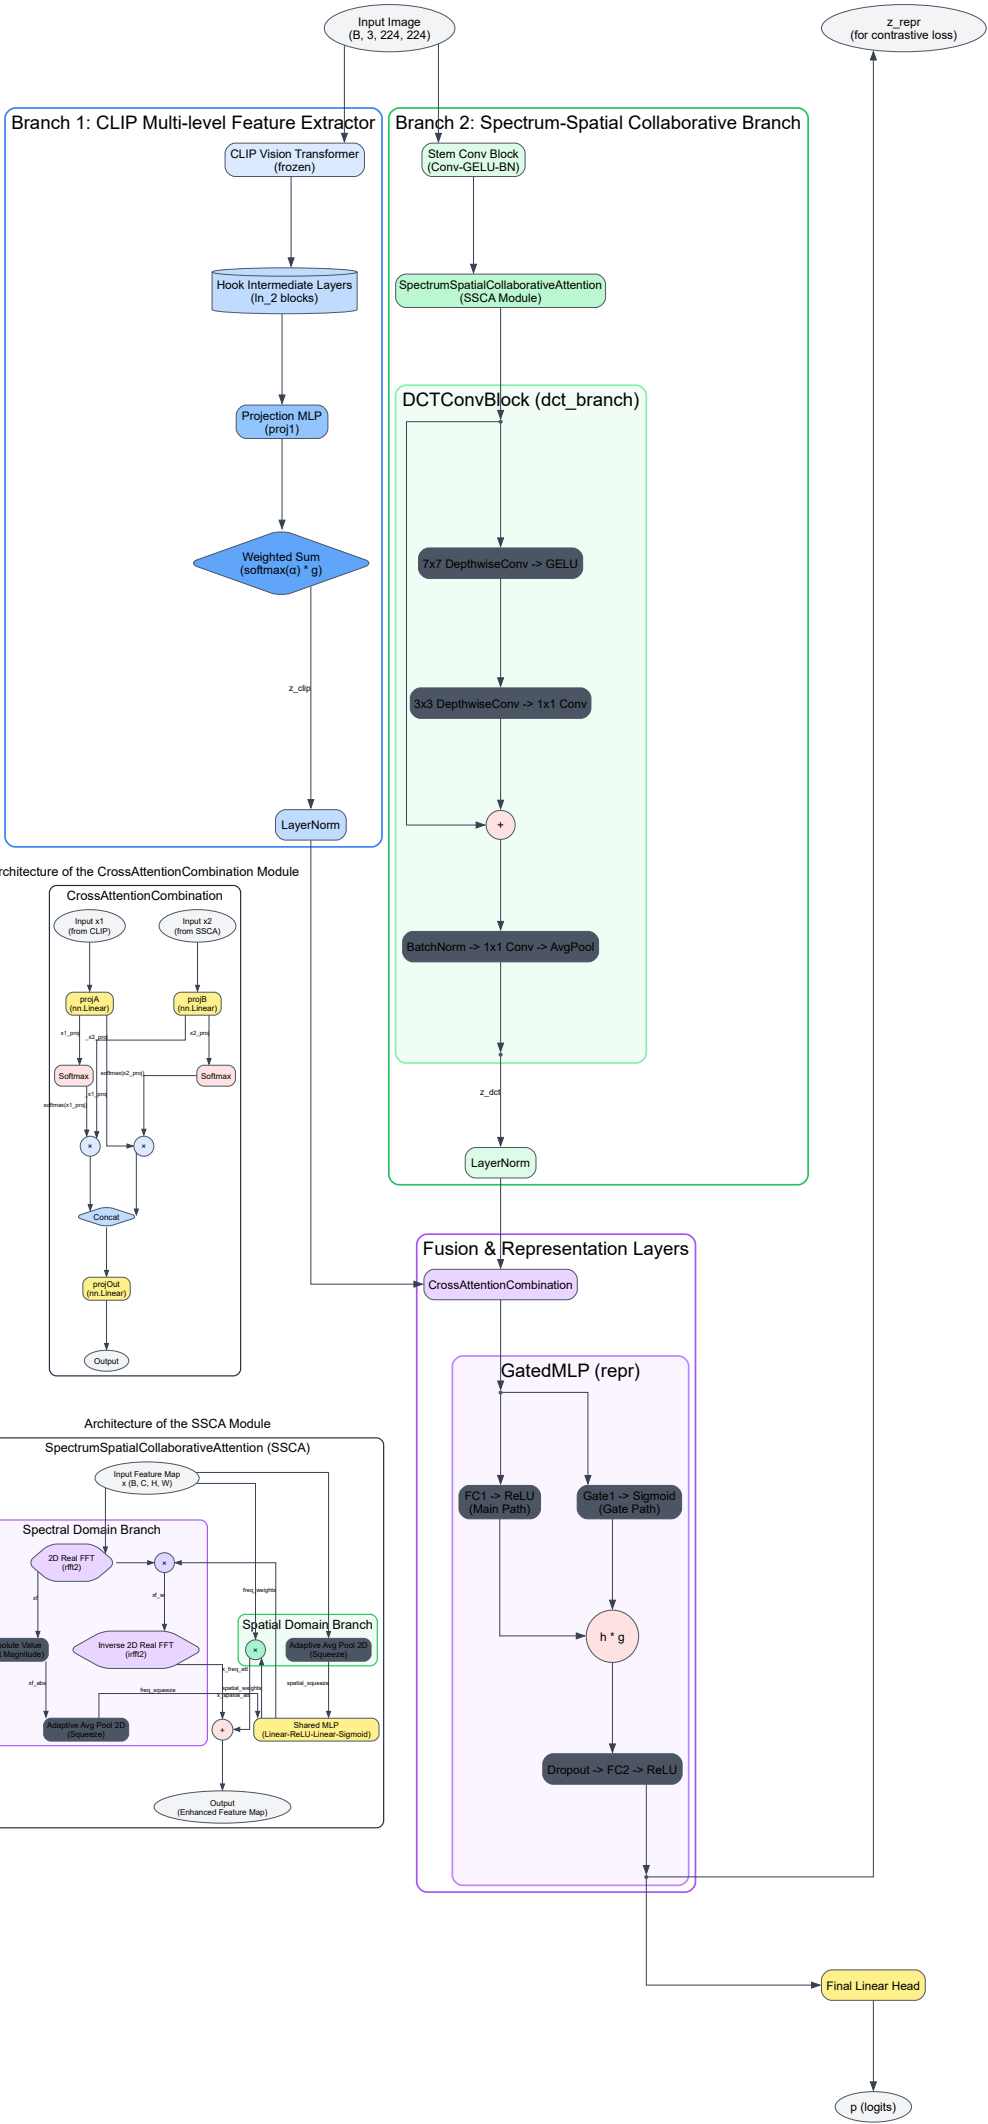 Input Image
(B, 3, 224, 224)
z_repr
(for contrastive loss)
Branch 1: CLIP Multi-level Feature Extractor
CLIP Vision Transformer
(frozen)
Hook Intermediate Layers
(ln_2 blocks)
Projection MLP
(proj1)
Weighted Sum
(softmax(α) * g)
z_clip
LayerNorm
Branch 2: Spectrum-Spatial Collaborative Branch
Stem Conv Block
(Conv-GELU-BN)
SpectrumSpatialCollaborativeAttention
(SSCA Module)
DCTConvBlock (dct_branch)
7x7 DepthwiseConv -> GELU
3x3 DepthwiseConv -> 1x1 Conv
+
BatchNorm -> 1x1 Conv -> AvgPool
z_dct
LayerNorm
rchitecture of the CrossAttentionCombination Module
CrossAttentionCombination
Input x1
(from CLIP)
Input x2
(from SSCA)
projA
(nn.Linear)
projB
(nn.Linear)
x1_proj
x2_proj
x2_proj
Softmax
softmax(x2_proj)
Softmax
x1_proj
softmax(x1_proj)
×
×
Concat
projOut
(nn.Linear)
Output
Fusion & Representation Layers
CrossAttentionCombination
GatedMLP (repr)
FC1 -> ReLU
(Main Path)
Gate1 -> Sigmoid
(Gate Path)
h * g
Dropout -> FC2 -> ReLU
Architecture of the SSCA Module
SpectrumSpatialCollaborativeAttention (SSCA)
Input Feature Map
x (B, C, H, W)
Spectral Domain Branch
2D Real FFT
(rfft2)
×
xf
xf_w
freq_weights
Spatial Domain Branch
solute Value
t Magnitude)
Inverse 2D Real FFT
(irfft2)
×
Adaptive Avg Pool 2D
(Squeeze)
x_freq_att
xf_abs
freq_squeeze
spatial_weights
x_spatial_att
spatial_squeeze
Adaptive Avg Pool 2D
(Squeeze)
+
Shared MLP
(Linear-ReLU-Linear-Sigmoid)
Output
(Enhanced Feature Map)
Final Linear Head
p (logits)